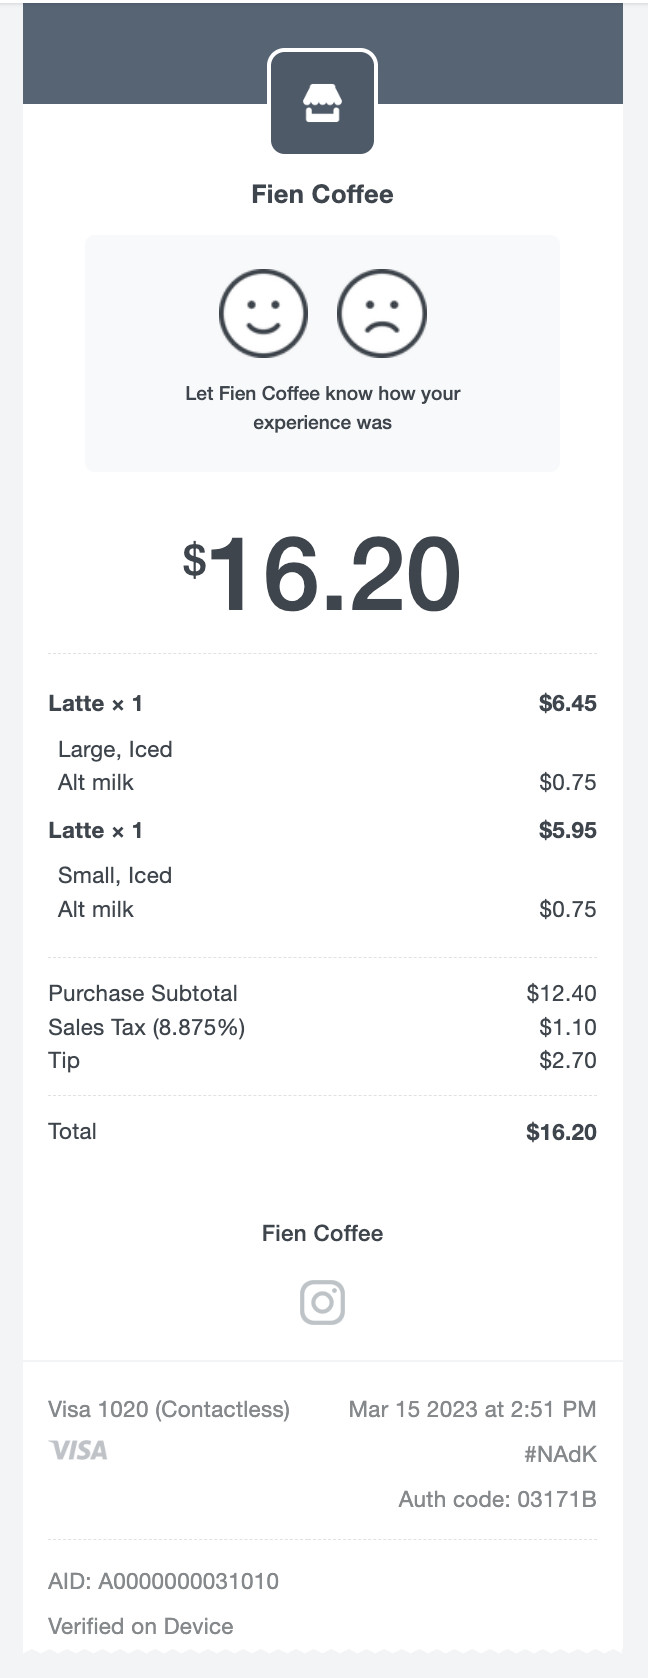 Fien Coffee
Let Fien Coffee know how your
experience was
$16.20
Latte × 1 $6.45
Large, Iced
Alt milk $0.75
Latte × 1 $5.95
Small, Iced
Alt milk $0.75
Purchase Subtotal $12.40
Sales Tax (8.875%) $1.10
Tip $2.70
Total $16.20
Fien Coffee
Visa 1020 (Contactless) Mar 15 2023 at 2:51 PM
VISA #NAdK
Auth code: 03171B
AID: A0000000031010
Verified on Device